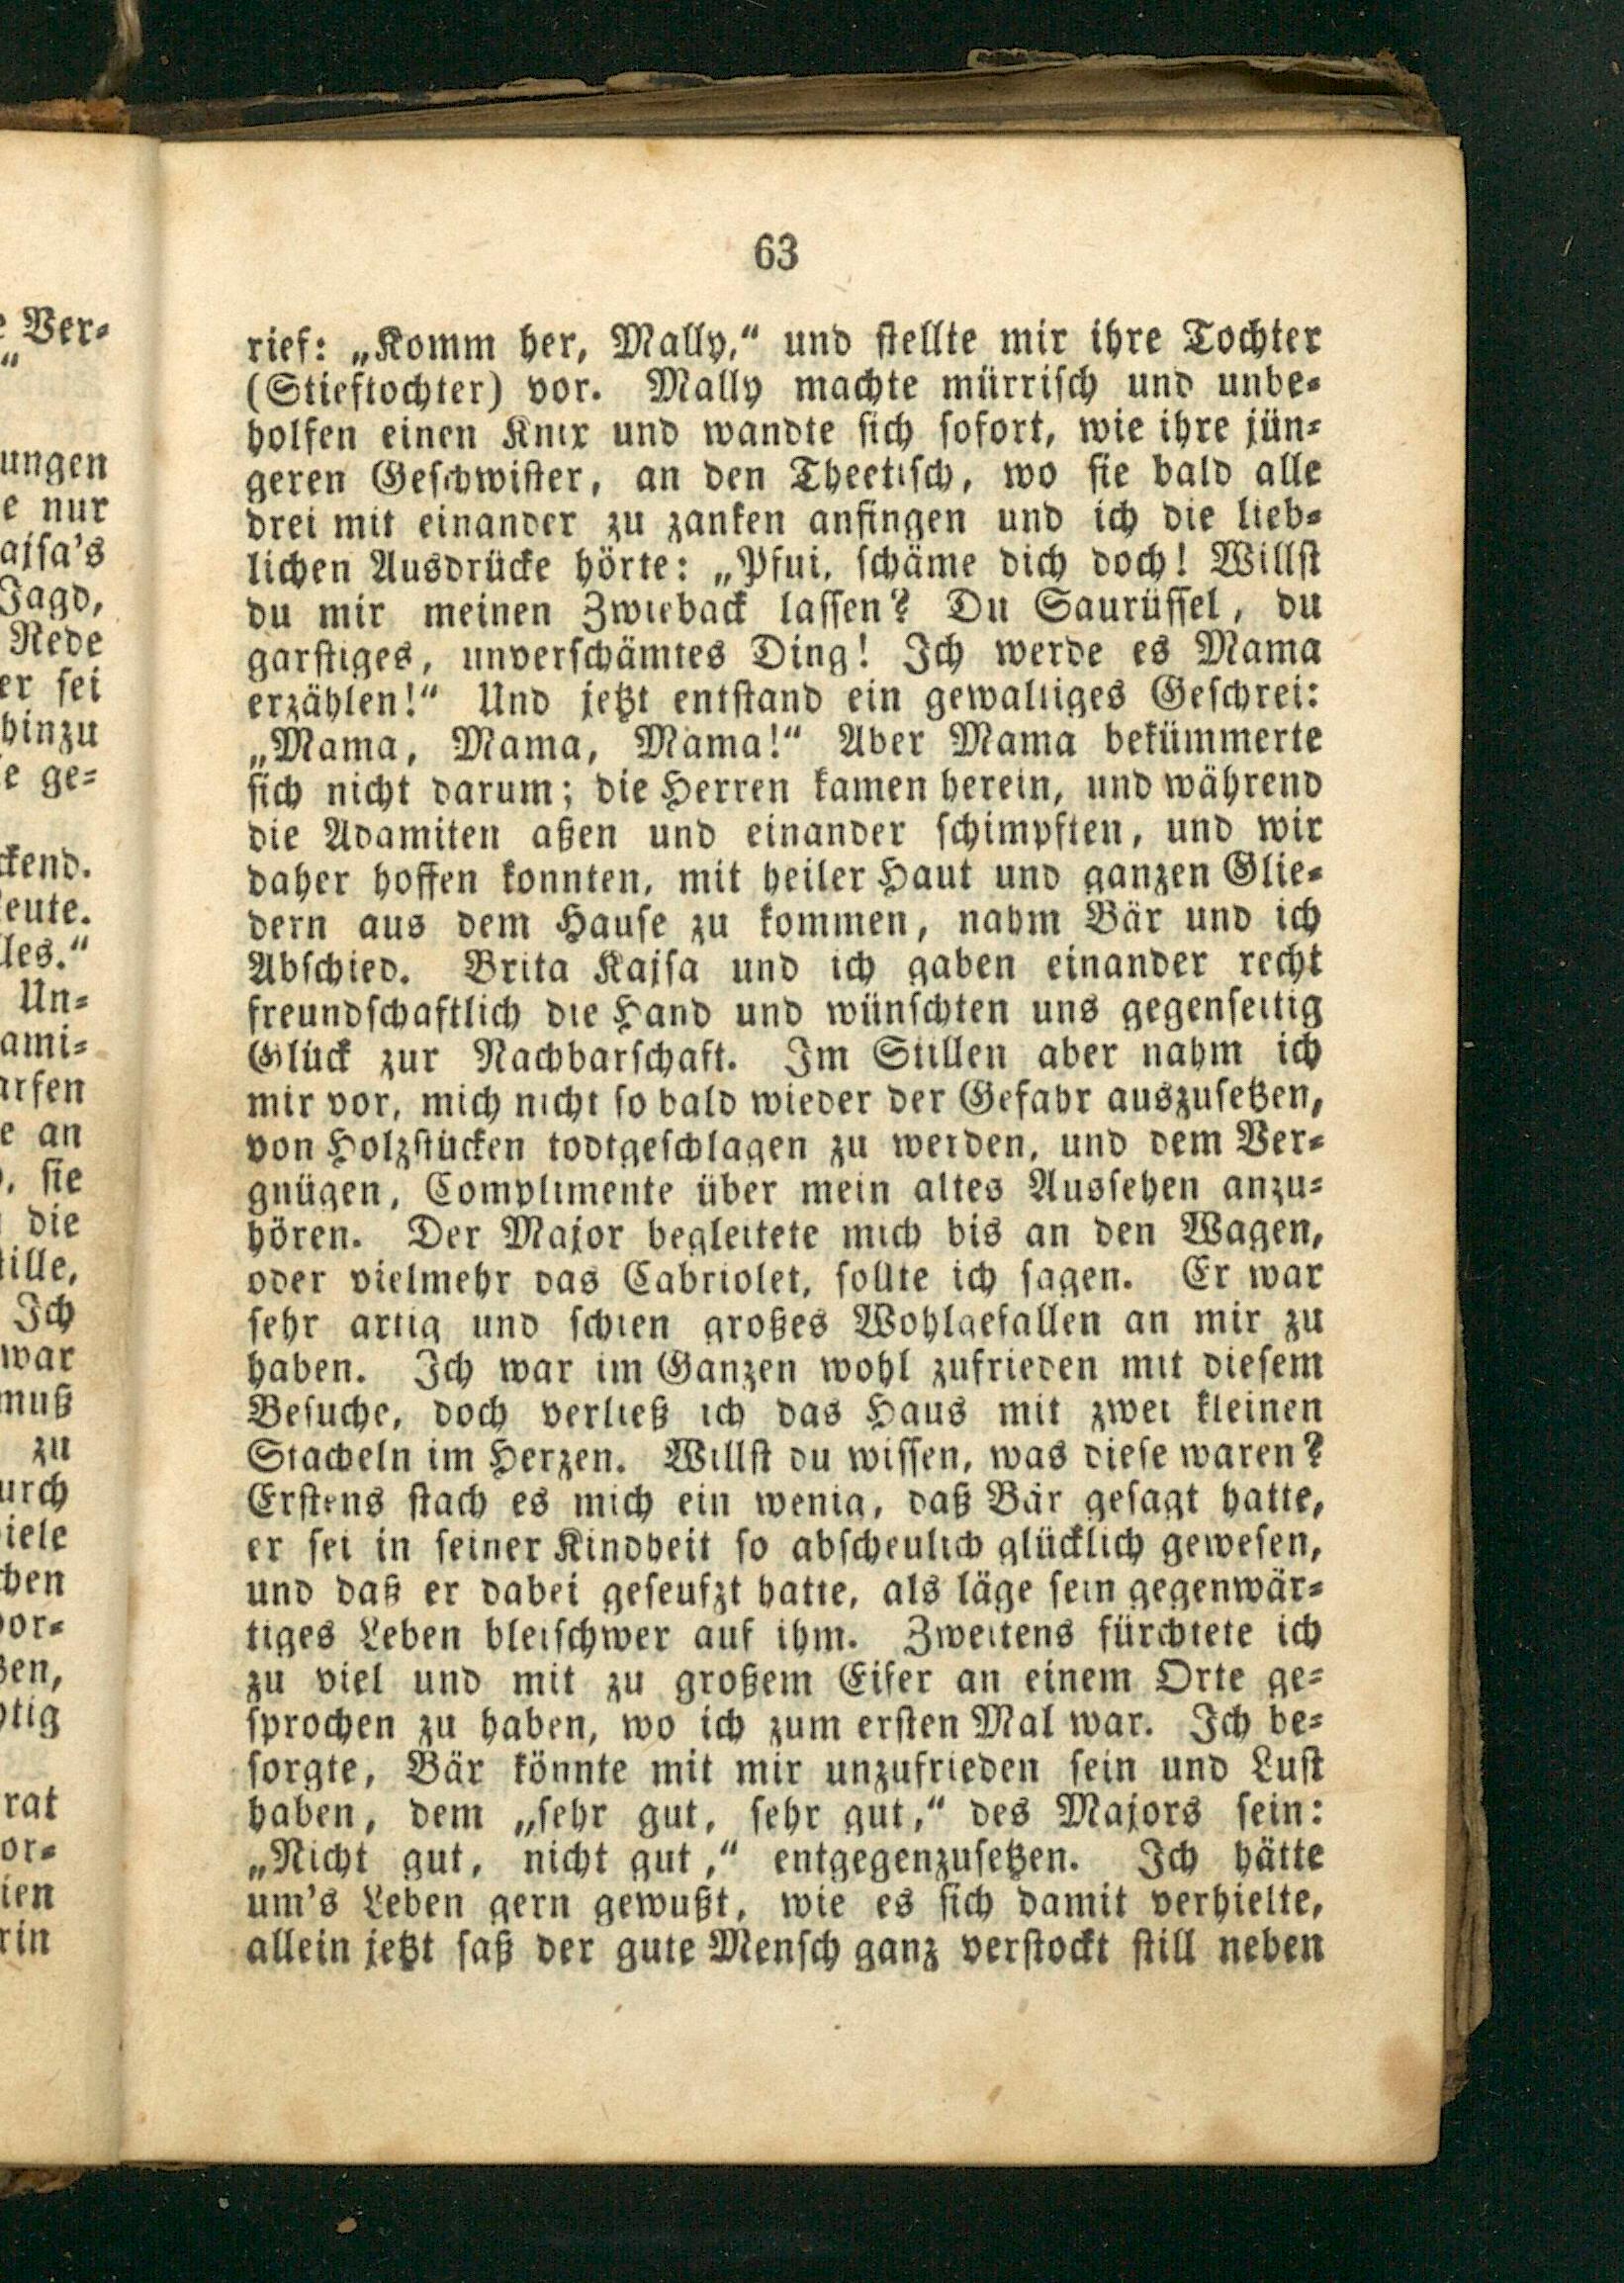 63
rief: „Komm her, Mally,“ und stellte mir ihre Tochter
(Stieftochter) vor. Mally machte mürrisch und unbe-
holfen einen Knix und wandte sich sofort, wie ihre jün-
geren Geschwister, an den Theetisch, wo sie bald alle
drei mit einander zu zanken anfingen und ich die lieb-
lichen Ausdrücke hörte: „Pfui, schäme dich doch! Willst
du mir meinen Zwieback lassen? Du Saurüssel, du
garstiges, unverschämtes Ding! Ich werde es Mama
erzählen!“ Und jetzt entstand ein gewaltiges Geschrei:
„Mama, Mama, Mama!“ Aber Mama bekümmerte
sich nicht darum; die Herren kamen herein, und während
die Adamiten aßen und einander schimpften, und wir
daher hoffen konnten, mit heiler Haut und ganzen Glie-
dern aus dem Hause zu kommen, nahm Bär und ich
Abschied. Brita Kajsa und ich gaben einander recht
freundschaftlich die Hand und wünschten uns gegenseitig
Glück zur Nachbarschaft. Im Stillen aber nahm ich
mir vor, mich nicht so bald wieder der Gefahr auszusetzen,
von Holzstücken todtgeschlagen zu werden, und dem Ver-
gnügen, Complimente über mein altes Aussehen anzu-
hören. Der Major begleitete mich bis an den Wagen,
oder vielmehr das Cabriolet, sollte ich sagen. Er war
sehr artig und schien großes Wohlgefallen an mir zu
haben. Ich war im Ganzen wohl zufrieden mit diesem
Besuche, doch verließ ich das Haus mit zwei kleinen
Stacheln im Herzen. Willst du wissen, was diese waren?
Erstens stach es mich ein wenig, daß Bär gesagt hatte,
er sei in seiner Kindheit so abscheulich glücklich gewesen,
und daß er dabei geseufzt hatte, als läge sein gegenwär-
tiges Leben bleischwer auf ihm. Zweitens fürchtete ich
zu viel und mit zu großem Eifer an einem Orte ge-
sprochen zu haben, wo ich zum ersten Mal war. Ich be-
sorgte, Bär könnte mit mir unzufrieden sein und Lust
haben, dem „sehr gut, sehr gut,“ des Majors sein:
„Nicht gut, nicht gut,“ entgegenzusetzen. Ich hätte
um's Leben gern gewußt, wie es sich damit verhielte,
allein jetzt saß der gute Mensch ganz verstockt still neben